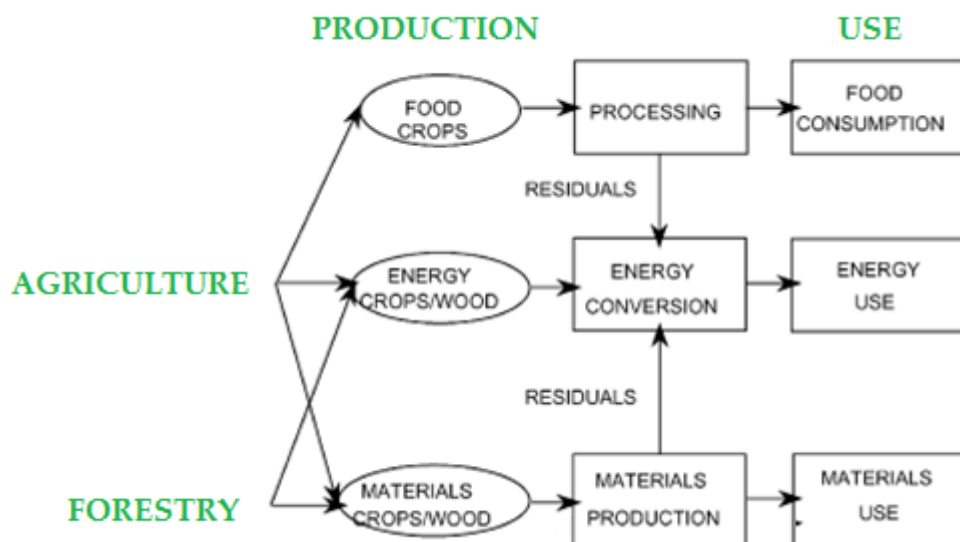 PRODUCTION
USE
FOOD
CROPS
PROCESSING
FOOD
CONSUMPTION
RESIDUALS
AGRICULTURE
ENERGY
CROPS/WOOD
ENERGY
CONVERSION
ENERGY
USE
RESIDUALS
FORESTRY
MATERIALS
CROPS/WOOD
MATERIALS
PRODUCTION
MATERIALS
USE